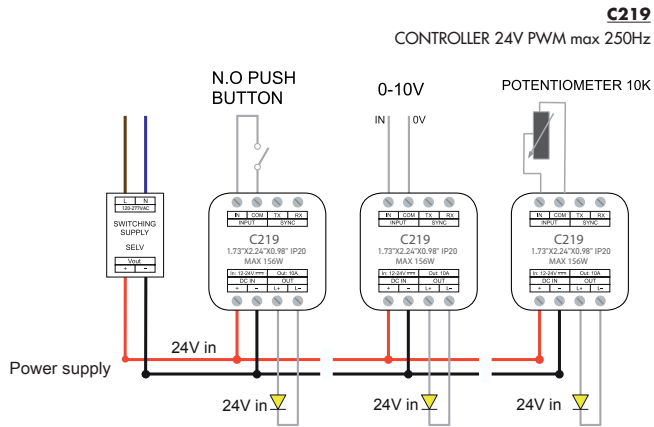 C219
CONTROLLER 24V PWM max 250Hz
N.O PUSH
BUTTON
0-10V
POTENTIOMETER 10K
IN 0V
L N
120-277VAC
SWITCHING
SUPPLY
SELV
Vout
+ -
IN COM TX RX
INPUT SYNC
C219
1.73"X2.24"X0.98" IP20
MAX 156W
In: 12-24V Out: 10A
DC IN OUT
+ - L+ L-
IN COM TX RX
INPUT SYNC
C219
1.73"X2.24"X0.98" IP20
MAX 156W
In: 12-24V Out: 10A
DC IN OUT
+ - L+ L-
IN COM TX RX
INPUT SYNC
C219
1.73"X2.24"X0.98" IP20
MAX 156W
In: 12-24V Out: 10A
DC IN OUT
+ - L+ L-
24V in
Power supply
24V in
24V in
24V in